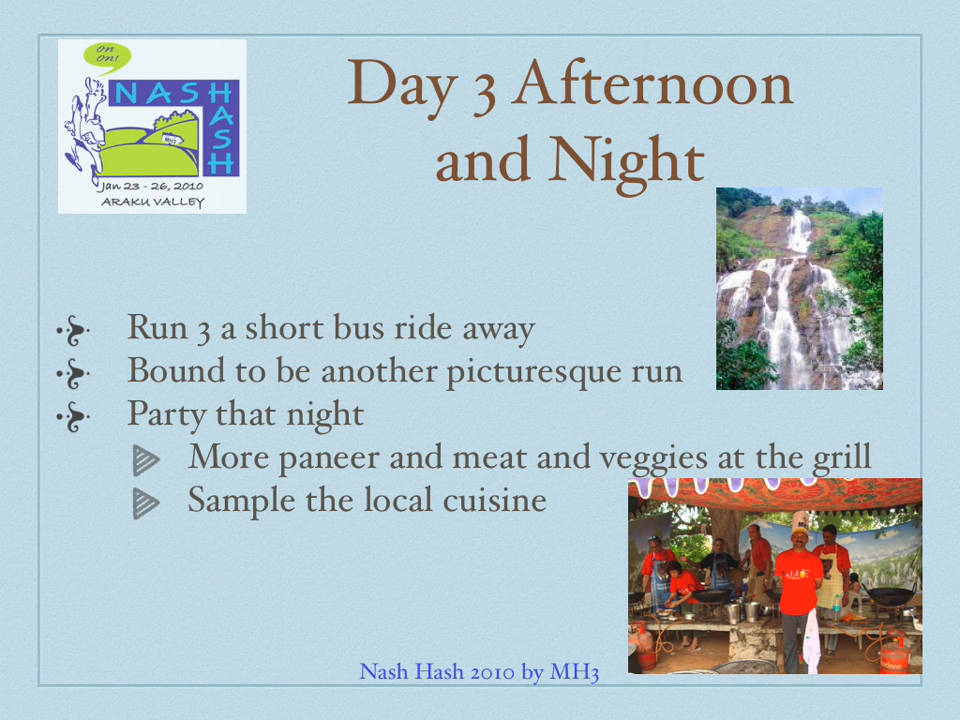 on
on!
NASH
HASH
MH3
Jan 23 - 26, 2010
ARAKU VALLEY
Day 3 Afternoon
and Night
Run 3 a short bus ride away
Bound to be another picturesque run
Party that night
More paneer and meat and veggies at the grill
Sample the local cuisine
Nash Hash 2010 by MH3